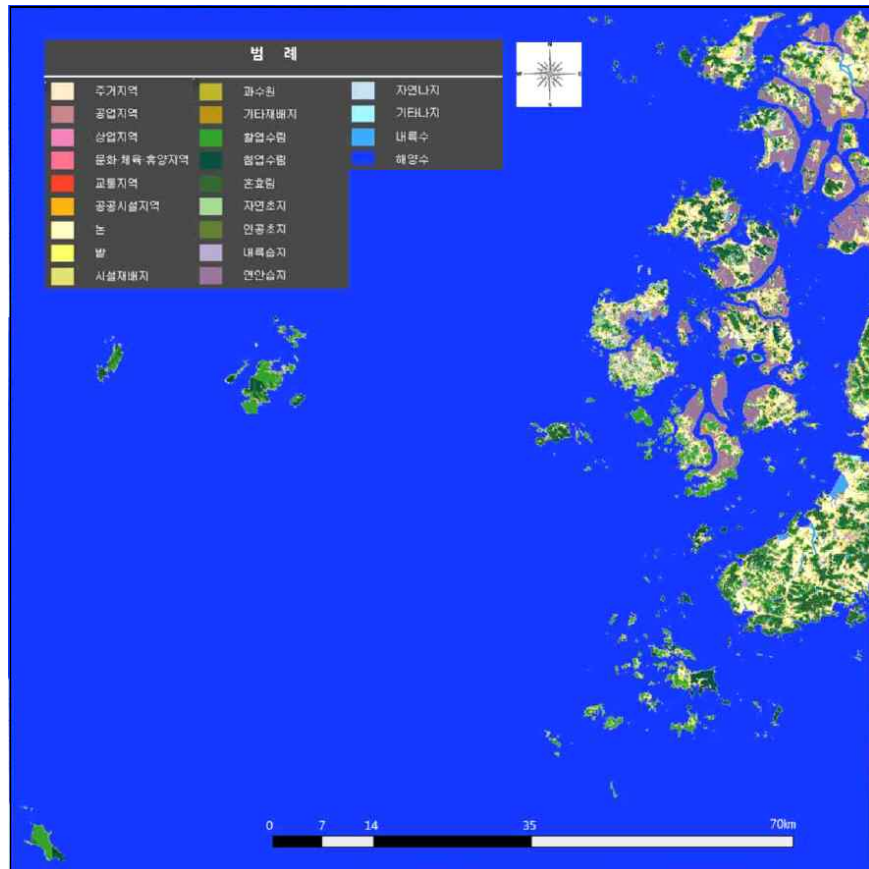 범 례
주거지역
공업지역
상업지역
문화·체육·휴양지역
교통지역
공공시설지역
논
밭
시설재배지
과수원
기타재배지
활엽수림
침엽수림
혼효림
자연초지
인공초지
내륙습지
연안습지
자연나지
기타나지
내륙수
해양수
0 7 14 35 70km